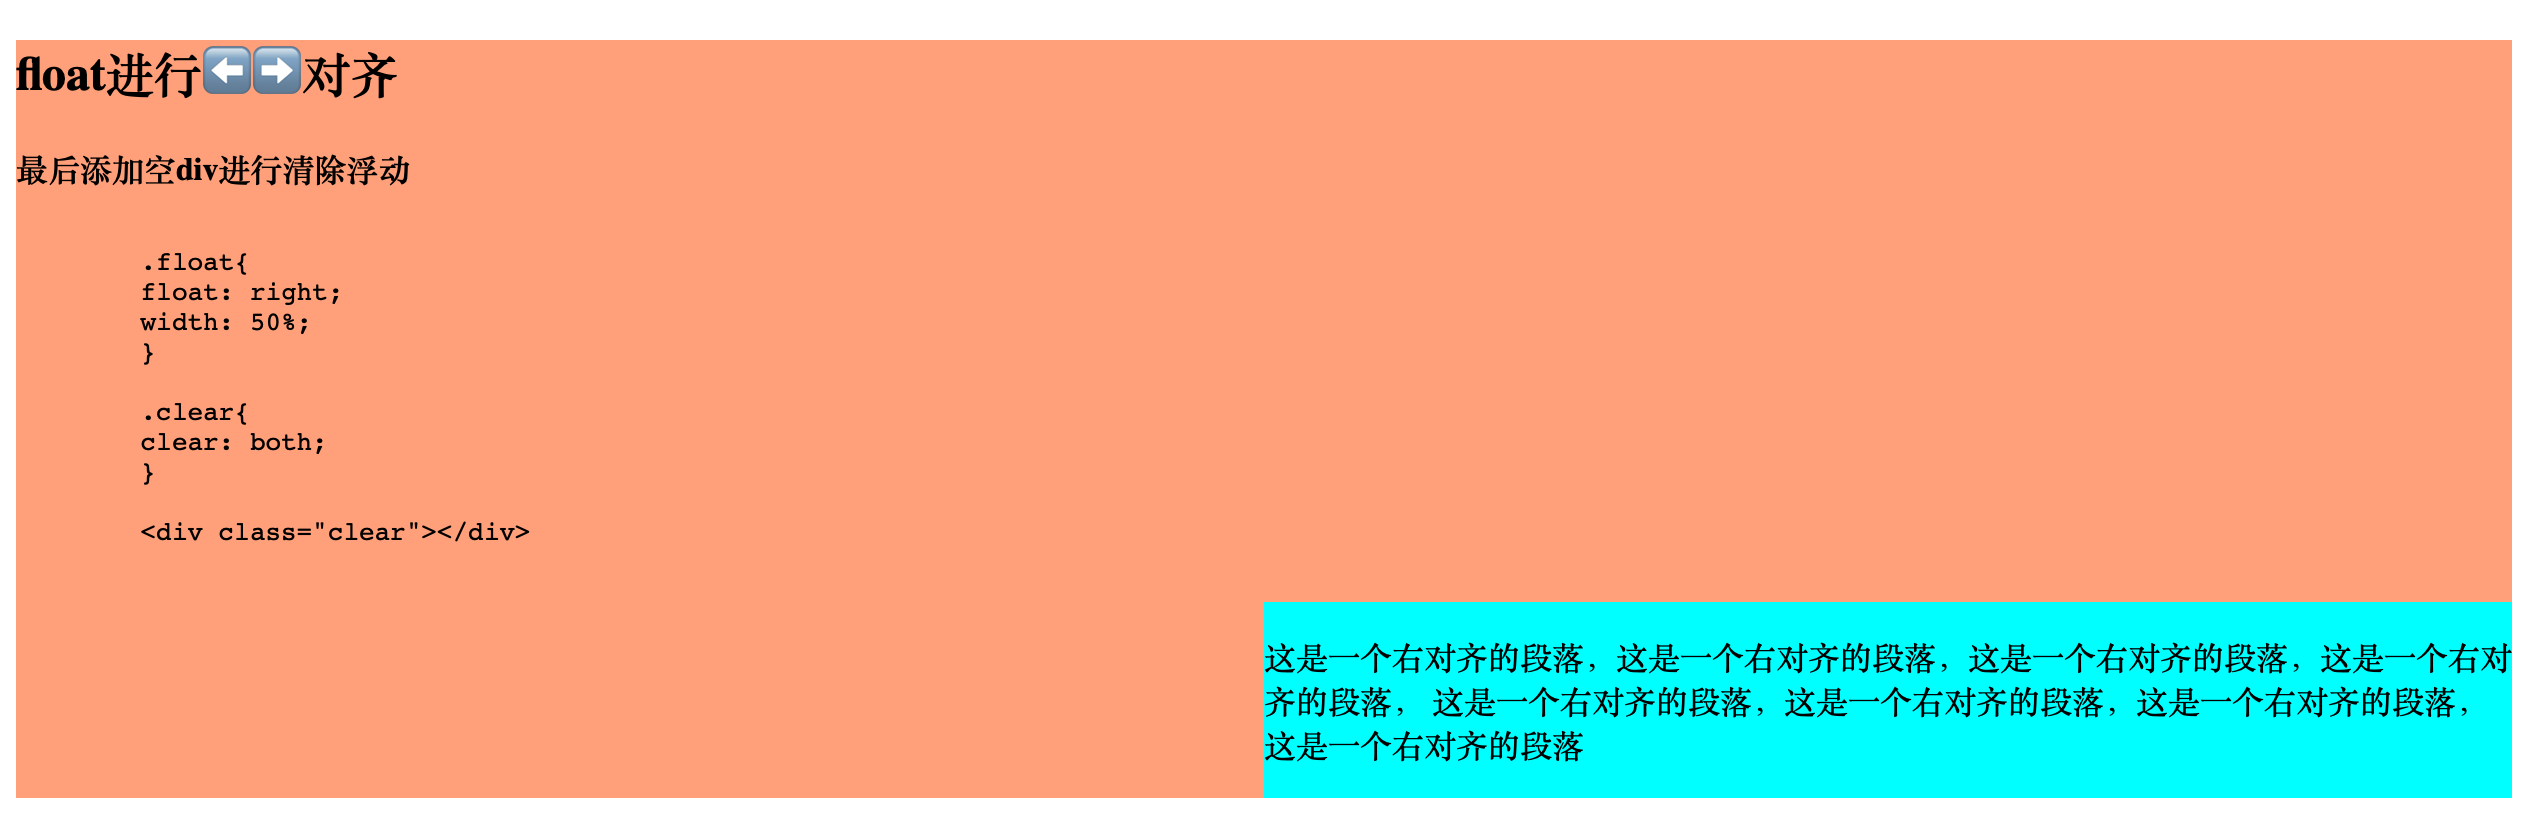 float进行⬅️➡️对齐
最后添加空div进行清除浮动
.float{
float: right;
width: 50%;
}
.clear{
clear: both;
}
<div class="clear"></div>
这是一个右对齐的段落，这是一个右对齐的段落，这是一个右对齐的段落，这是一个右对
齐的段落， 这是一个右对齐的段落，这是一个右对齐的段落，这是一个右对齐的段落，
这是一个右对齐的段落